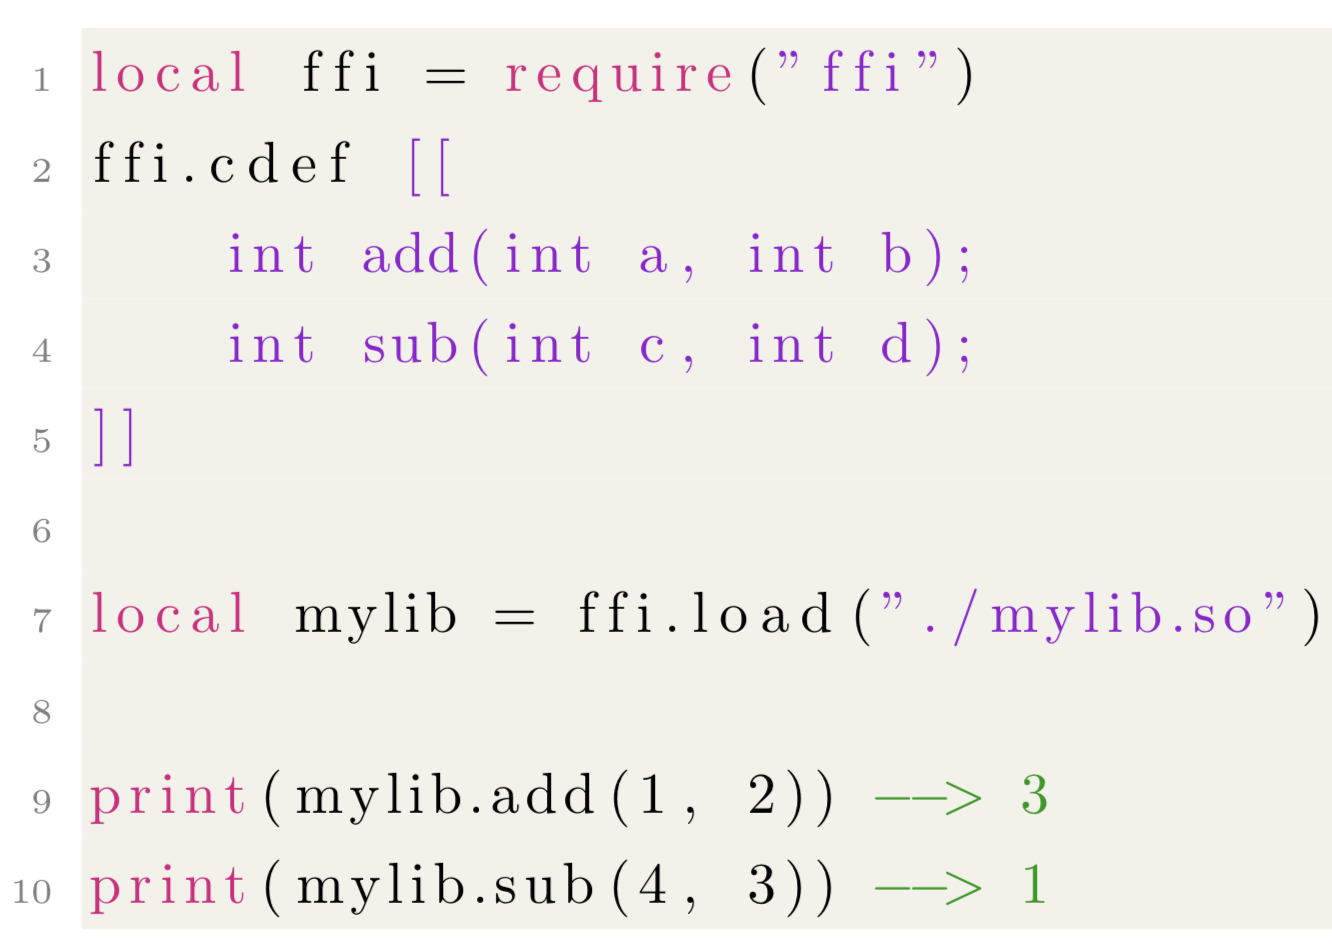 1 local ffi = require(”ffi”)
2 ffi.cdef [[
3     int add(int a, int b);
4     int sub(int c, int d);
5 ]]
6
7 local mylib = ffi.load(”./mylib.so”)
8
9 print(mylib.add(1, 2)) --> 3
10 print(mylib.sub(4, 3)) --> 1